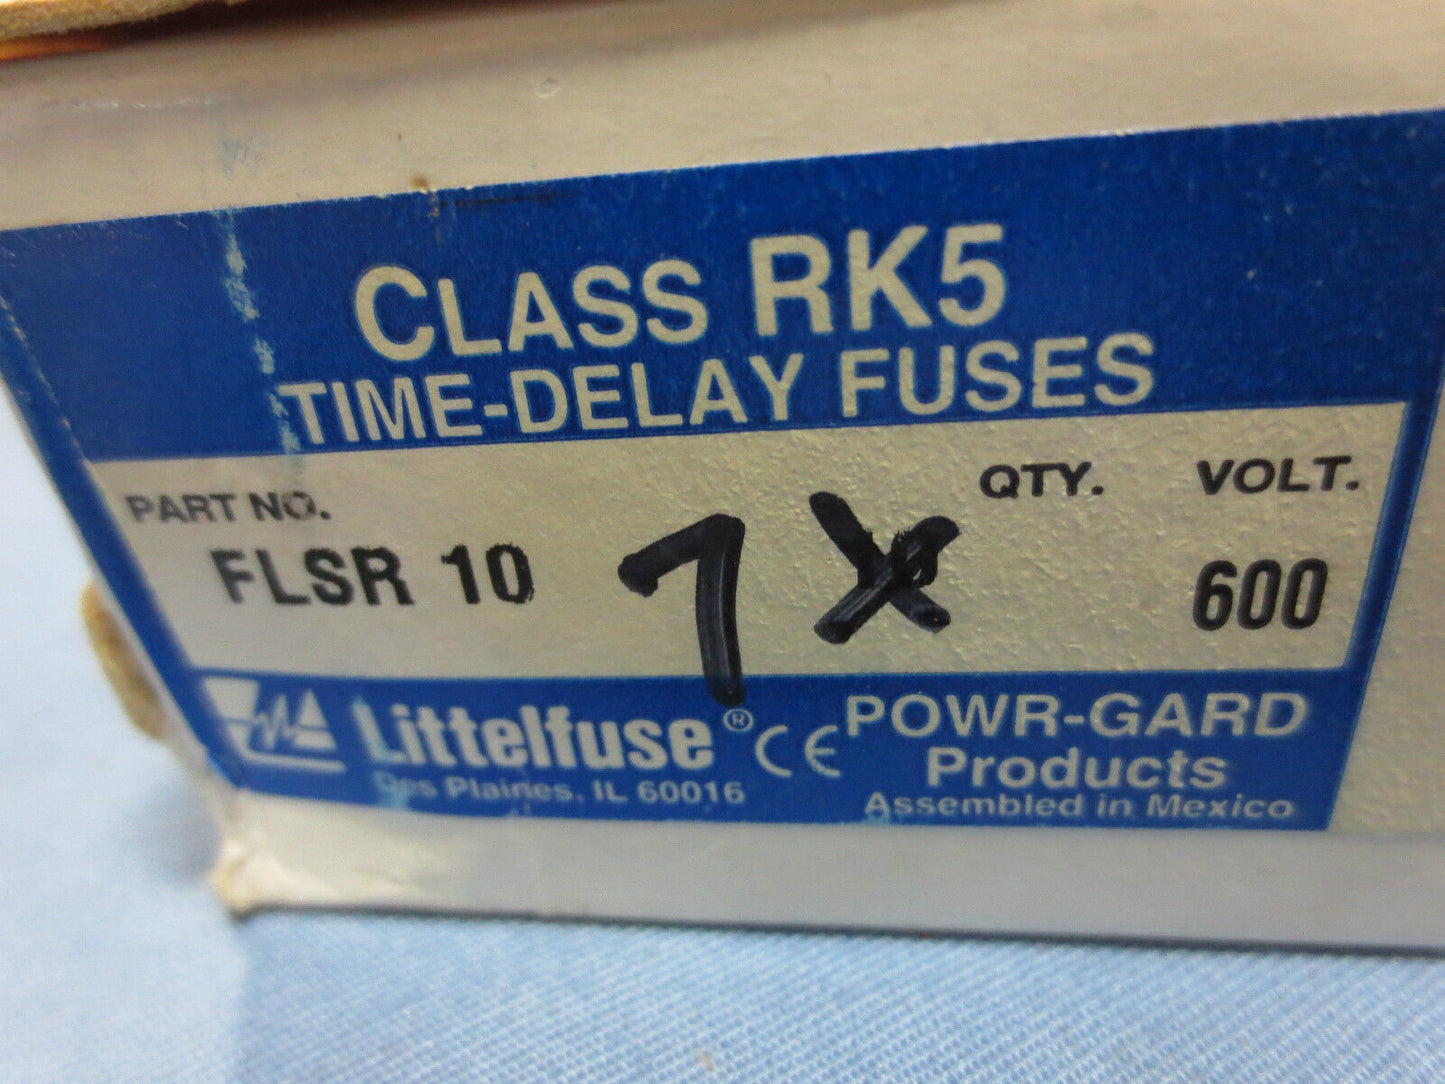 CLASS RK5
TIME-DELAY FUSES
PART NO. QTY. VOLT.
FLSR 10 7X 600
Littelfuse® CE POWR-GARD
Des Plaines, IL 60016 Products
Assembled in Mexico